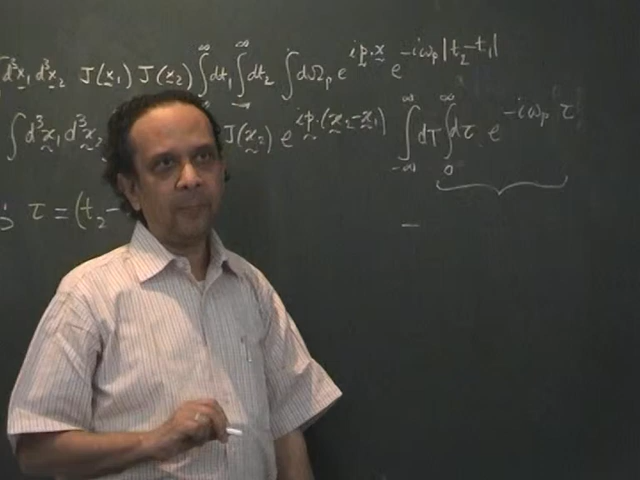 ∫d³x₁ d³x₂ J(x₁) J(x₂) ∫^∞ dt₁ ∫^∞ dt₂ ∫dΩₚ e^{ip·x} e^{-iωₚ|t₂-t₁|}
∫d³x₁ d³x₂ J(x₂) e^{ip·(x₂-x₁)} ∫_{-∞}^{∞} dT ∫_0^∞ dτ e^{-iωₚτ}
τ = (t₂-